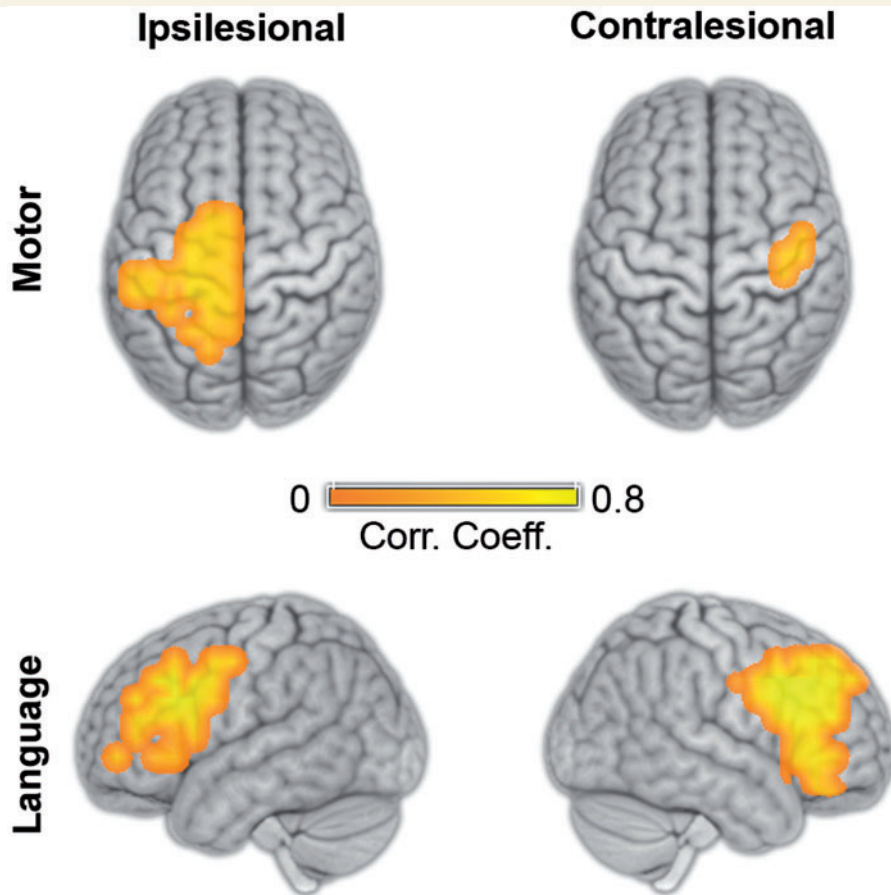 Ipsilesional
Contralesional
Motor
0
0.8
Corr. Coeff.
Language